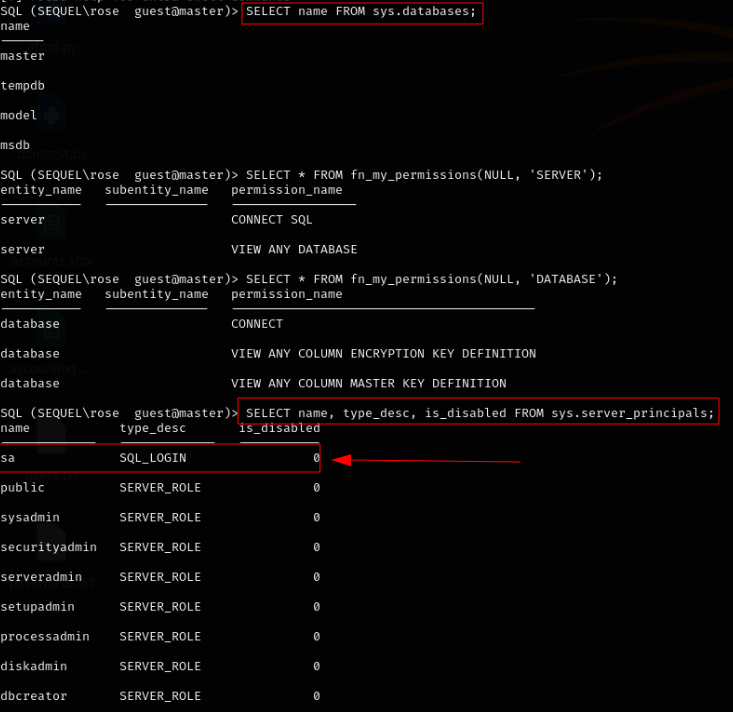 SQL (SEQUEL\rose  guest@master)> SELECT name FROM sys.databases;
name
master
tempdb
model
msdb
SQL (SEQUEL\rose  guest@master)> SELECT * FROM fn_my_permissions(NULL, 'SERVER');
entity_name   subentity_name   permission_name
server   CONNECT SQL
server   VIEW ANY DATABASE
SQL (SEQUEL\rose  guest@master)> SELECT * FROM fn_my_permissions(NULL, 'DATABASE');
entity_name   subentity_name   permission_name
database   CONNECT
database   VIEW ANY COLUMN ENCRYPTION KEY DEFINITION
database   VIEW ANY COLUMN MASTER KEY DEFINITION
SQL (SEQUEL\rose  guest@master)> SELECT name, type_desc, is_disabled FROM sys.server_principals;
name   type_desc   is_disabled
sa   SQL_LOGIN   0
public   SERVER_ROLE   0
sysadmin   SERVER_ROLE   0
securityadmin   SERVER_ROLE   0
serveradmin   SERVER_ROLE   0
setupadmin   SERVER_ROLE   0
processadmin   SERVER_ROLE   0
diskadmin   SERVER_ROLE   0
dbcreator   SERVER_ROLE   0